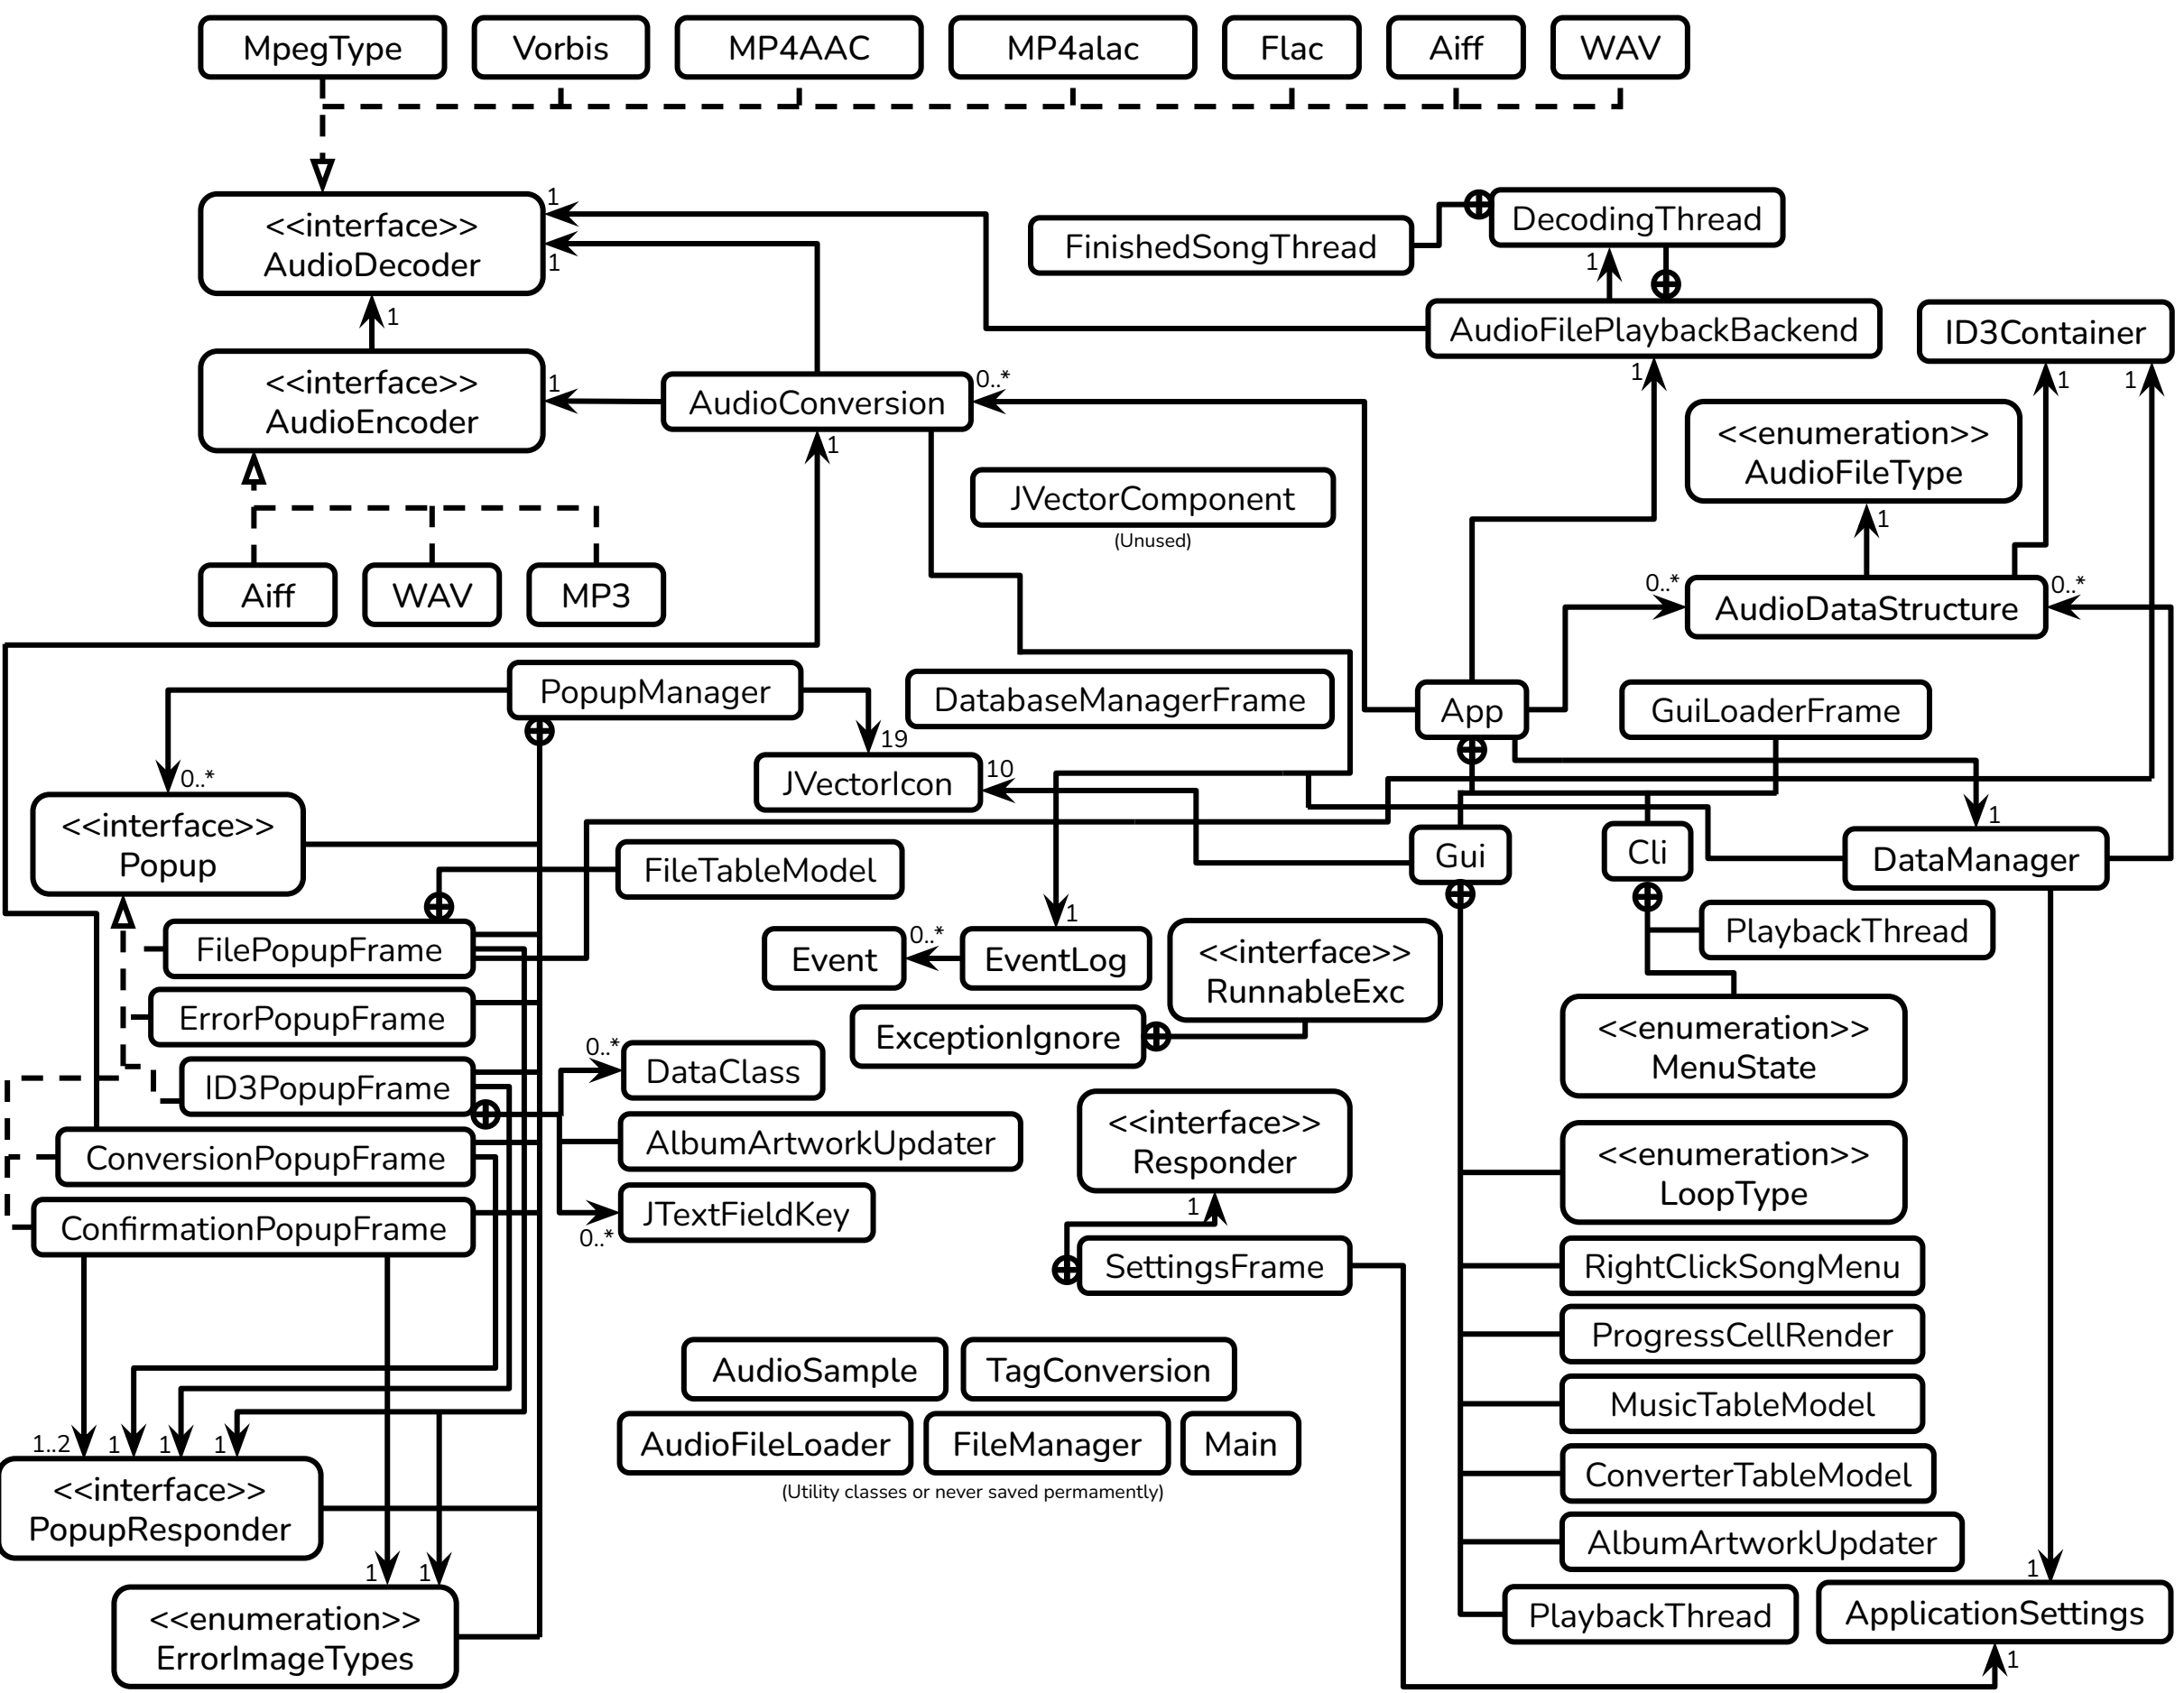 MpegType
Vorbis
MP4AAC
MP4alac
Flac
Aiff
WAV
<<interface>>
AudioDecoder
1
1
1
FinishedSongThread
DecodingThread
1
AudioFilePlaybackBackend
1
ID3Container
1
1
<<interface>>
AudioEncoder
1
AudioConversion
0..*
1
<<enumeration>>
AudioFileType
1
JVectorComponent
(Unused)
Aiff
WAV
MP3
0..*
AudioDataStructure
0..*
PopupManager
DatabaseManagerFrame
App
GuiLoaderFrame
19
0..*
JVectorIcon
10
1
<<interface>>
Popup
FileTableModel
Gui
Cli
DataManager
FilePopupFrame
Event
0..*
EventLog
1
<<interface>>
RunnableExc
PlaybackThread
ErrorPopupFrame
ExceptionIgnore
<<enumeration>>
MenuState
ID3PopupFrame
0..*
DataClass
AlbumArtworkUpdater
<<interface>>
Responder
1
<<enumeration>>
LoopType
ConversionPopupFrame
ConfirmationPopupFrame
JTextFieldKey
0..*
SettingsFrame
RightClickSongMenu
ProgressCellRender
AudioSample
TagConversion
MusicTableModel
1..2
1
1
1
AudioFileLoader
FileManager
Main
ConverterTableModel
(Utility classes or never saved permamently)
<<interface>>
PopupResponder
AlbumArtworkUpdater
1
1
1
<<enumeration>>
ErrorImageTypes
PlaybackThread
ApplicationSettings
1